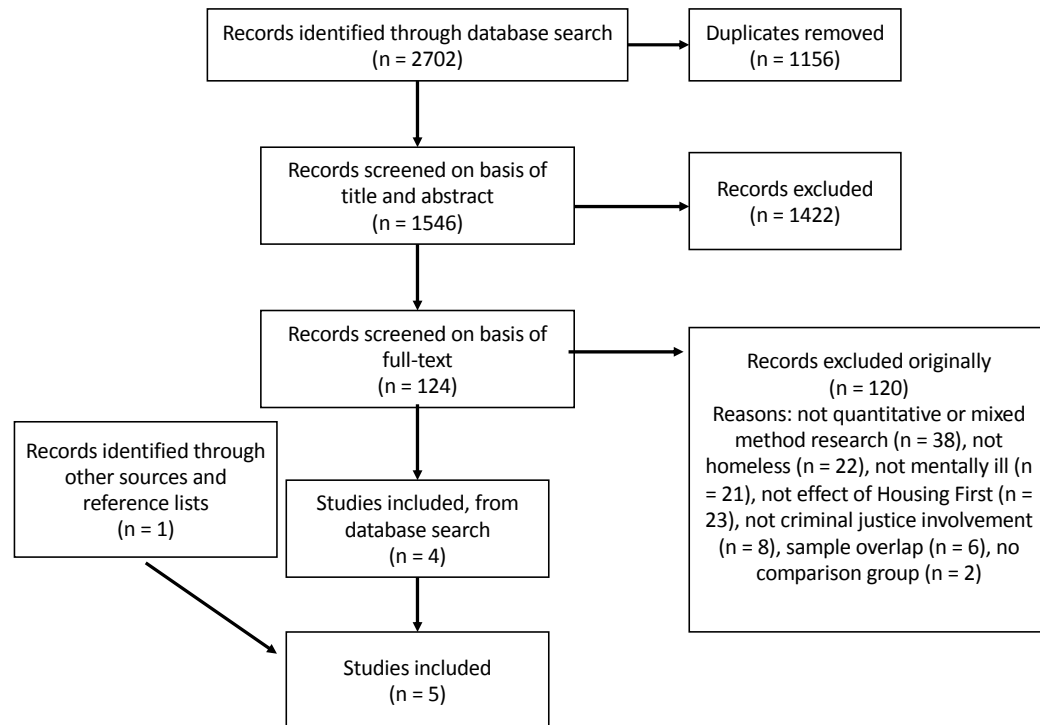 Records identified through database search
(n = 2702)
Duplicates removed
(n = 1156)
Records screened on basis of
title and abstract
(n = 1546)
Records excluded
(n = 1422)
Records screened on basis of
full-text
(n = 124)
Records excluded originally
(n = 120)
Reasons: not quantitative or mixed
method research (n = 38), not
homeless (n = 22), not mentally ill (n
= 21), not effect of Housing First (n =
23), not criminal justice involvement
(n = 8), sample overlap (n = 6), no
comparison group (n = 2)
Records identified through
other sources and
reference lists
(n = 1)
Studies included, from
database search
(n = 4)
Studies included
(n = 5)